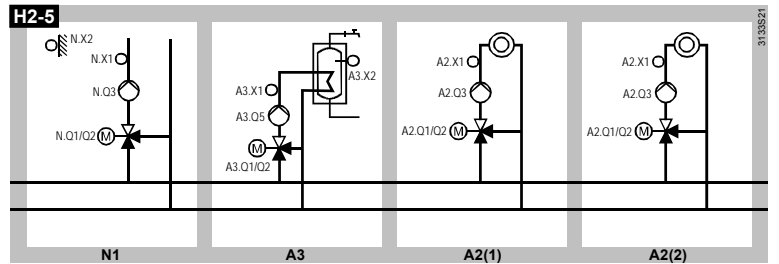 H2-5
3133S21
N.X2
N.X1
N.Q3
N.Q1/Q2
M
N1
A3.X2
A3.X1
A3.Q5
M
A3.Q1/Q2
A3
A2.X1
A2.Q3
A2.Q1/Q2
M
A2(1)
A2.X1
A2.Q3
A2.Q1/Q2
M
A2(2)